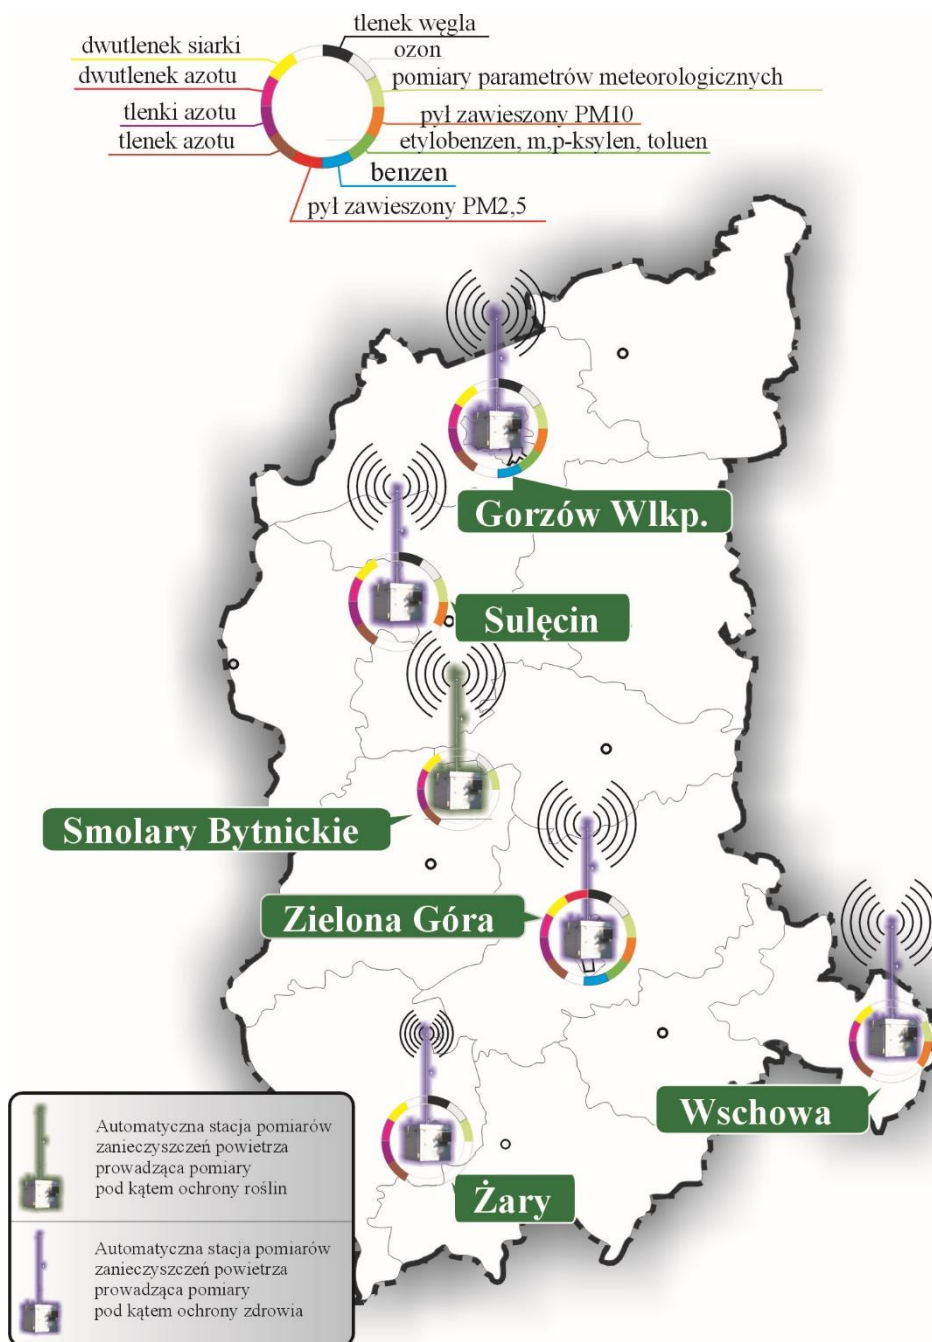 tlenek węgla
dwutlenek siarki
ozon
dwutlenek azotu
pomiary parametrów meteorologicznych
tlenki azotu
pył zawieszony PM10
tlenek azotu
etylobenzen, m,p-ksylen, toluen
benzen
pył zawieszony PM2,5
Gorzów Wlkp.
Sulęcin
Smolary Bytnickie
Zielona Góra
Wschowa
Żary
Automatyczna stacja pomiarów
zanieczyszczeń powietrza
prowadząca pomiary
pod kątem ochrony roślin
Automatyczna stacja pomiarów
zanieczyszczeń powietrza
prowadząca pomiary
pod kątem ochrony zdrowia